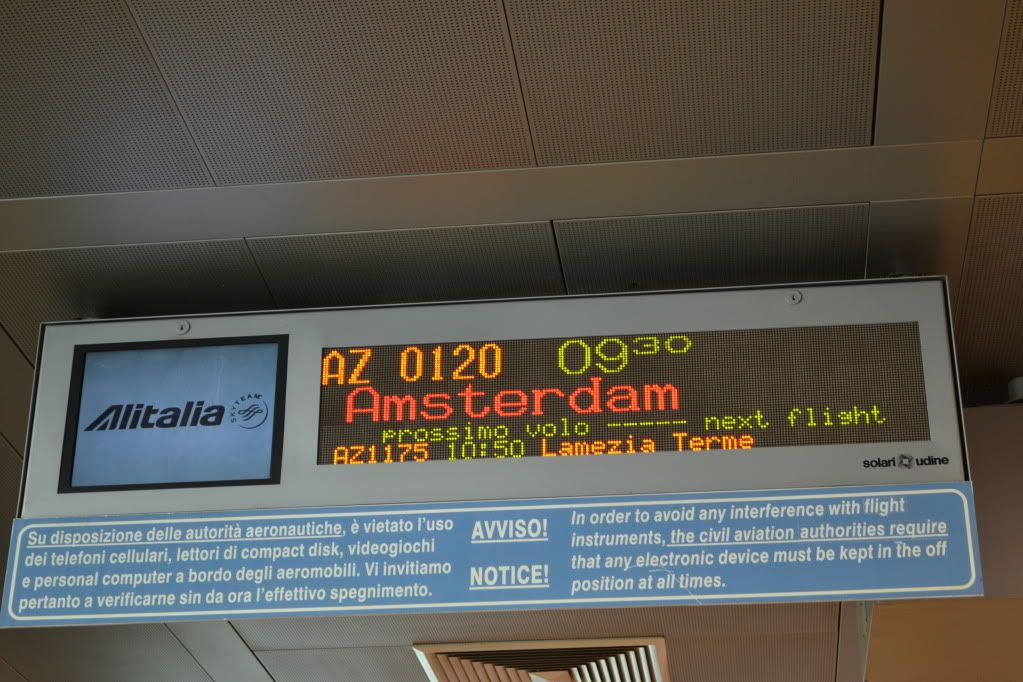 Alitalia
SKYTEAM
AZ 0120 09³⁰
Amsterdam
prossimo volo ----- next flight
AZ1175 10:50 Lamezia Terme
solari udine
Su disposizione delle autorità aeronautiche, è vietato l'uso
dei telefoni cellulari, lettori di compact disk, videogiochi
e personal computer a bordo degli aeromobili. Vi invitiamo
pertanto a verificarne sin da ora l'effettivo spegnimento.
AVVISO!
NOTICE!
In order to avoid any interference with flight
instruments, the civil aviation authorities require
that any electronic device must be kept in the off
position at all times.